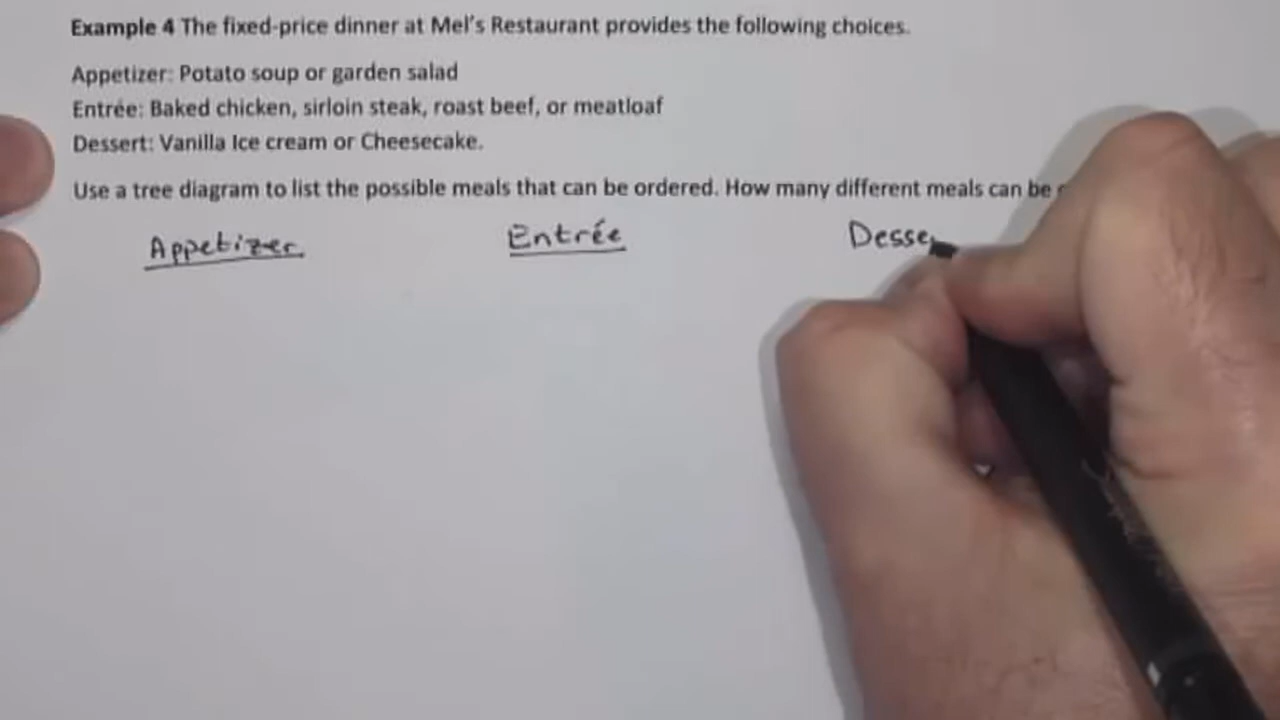 Example 4 The fixed-price dinner at Mel's Restaurant provides the following choices.
Appetizer: Potato soup or garden salad
Entrée: Baked chicken, sirloin steak, roast beef, or meatloaf
Dessert: Vanilla Ice cream or Cheesecake.
Use a tree diagram to list the possible meals that can be ordered. How many different meals can be
Appetizer Entrée Desse